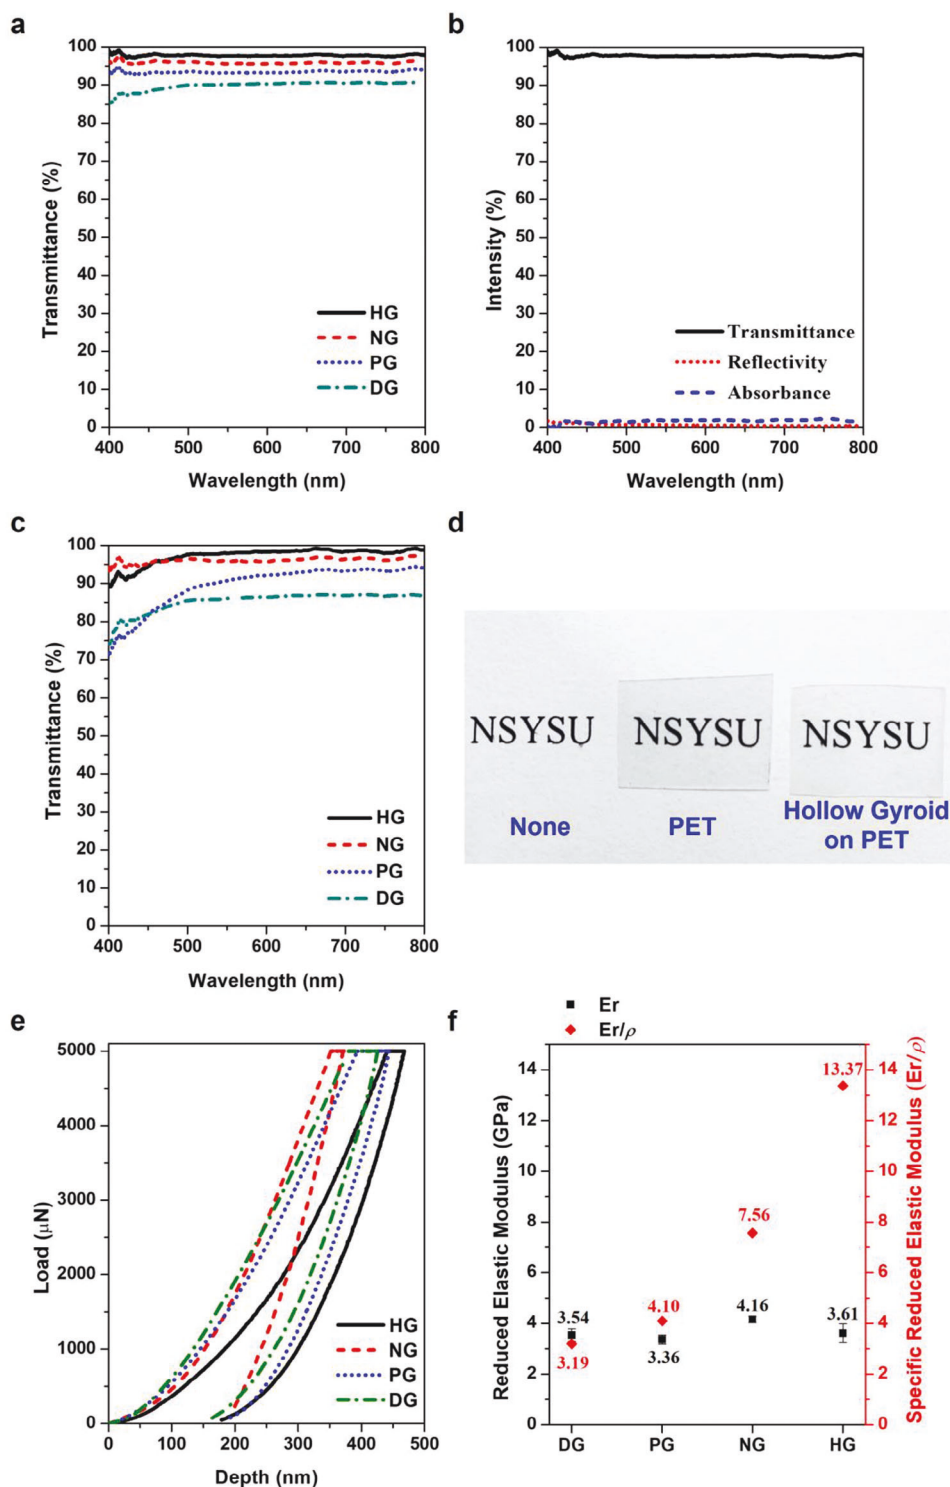 a
100
90
80
70
60
50
40
30
20
10
0
Transmittance (%)
HG
NG
PG
DG
400 500 600 700 800
Wavelength (nm)
b
100
90
80
70
60
50
40
30
20
10
0
Intensity (%)
Transmittance
Reflectivity
Absorbance
400 500 600 700 800
Wavelength (nm)
c
100
90
80
70
60
50
40
30
20
10
0
Transmittance (%)
HG
NG
PG
DG
400 500 600 700 800
Wavelength (nm)
d
NSYSU NSYSU NSYSU
None
PET
Hollow Gyroid
on PET
e
5000
4000
3000
2000
1000
0
Load (μN)
HG
NG
PG
DG
0 100 200 300 400 500
Depth (nm)
f
Er
Er/ρ
14
12
10
8
6
4
2
0
Reduced Elastic Modulus (GPa)
3.54
3.19
4.10
3.36
7.56
4.16
13.37
3.61
14
12
10
8
6
4
2
0
Specific Reduced Elastic Modulus (Er/ρ)
DG PG NG HG